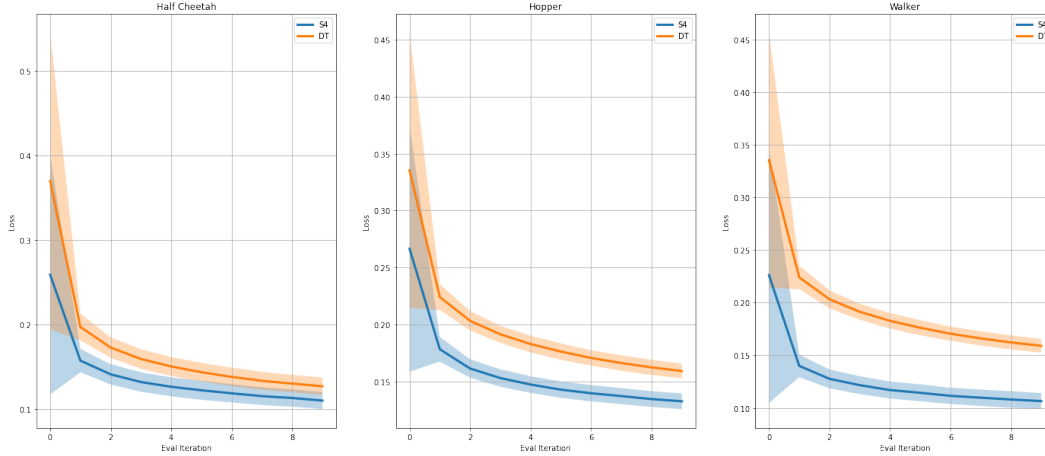 Half Cheetah
S4
DT
0.5
0.4
0.3
0.2
0.1
Loss
0 2 4 6 8
Eval Iteration
Hopper
S4
DT
0.45
0.40
0.35
0.30
0.25
0.20
0.15
Loss
0 2 4 6 8
Eval Iteration
Walker
S4
DT
0.45
0.40
0.35
0.30
0.25
0.20
0.15
0.10
Loss
0 2 4 6 8
Eval Iteration